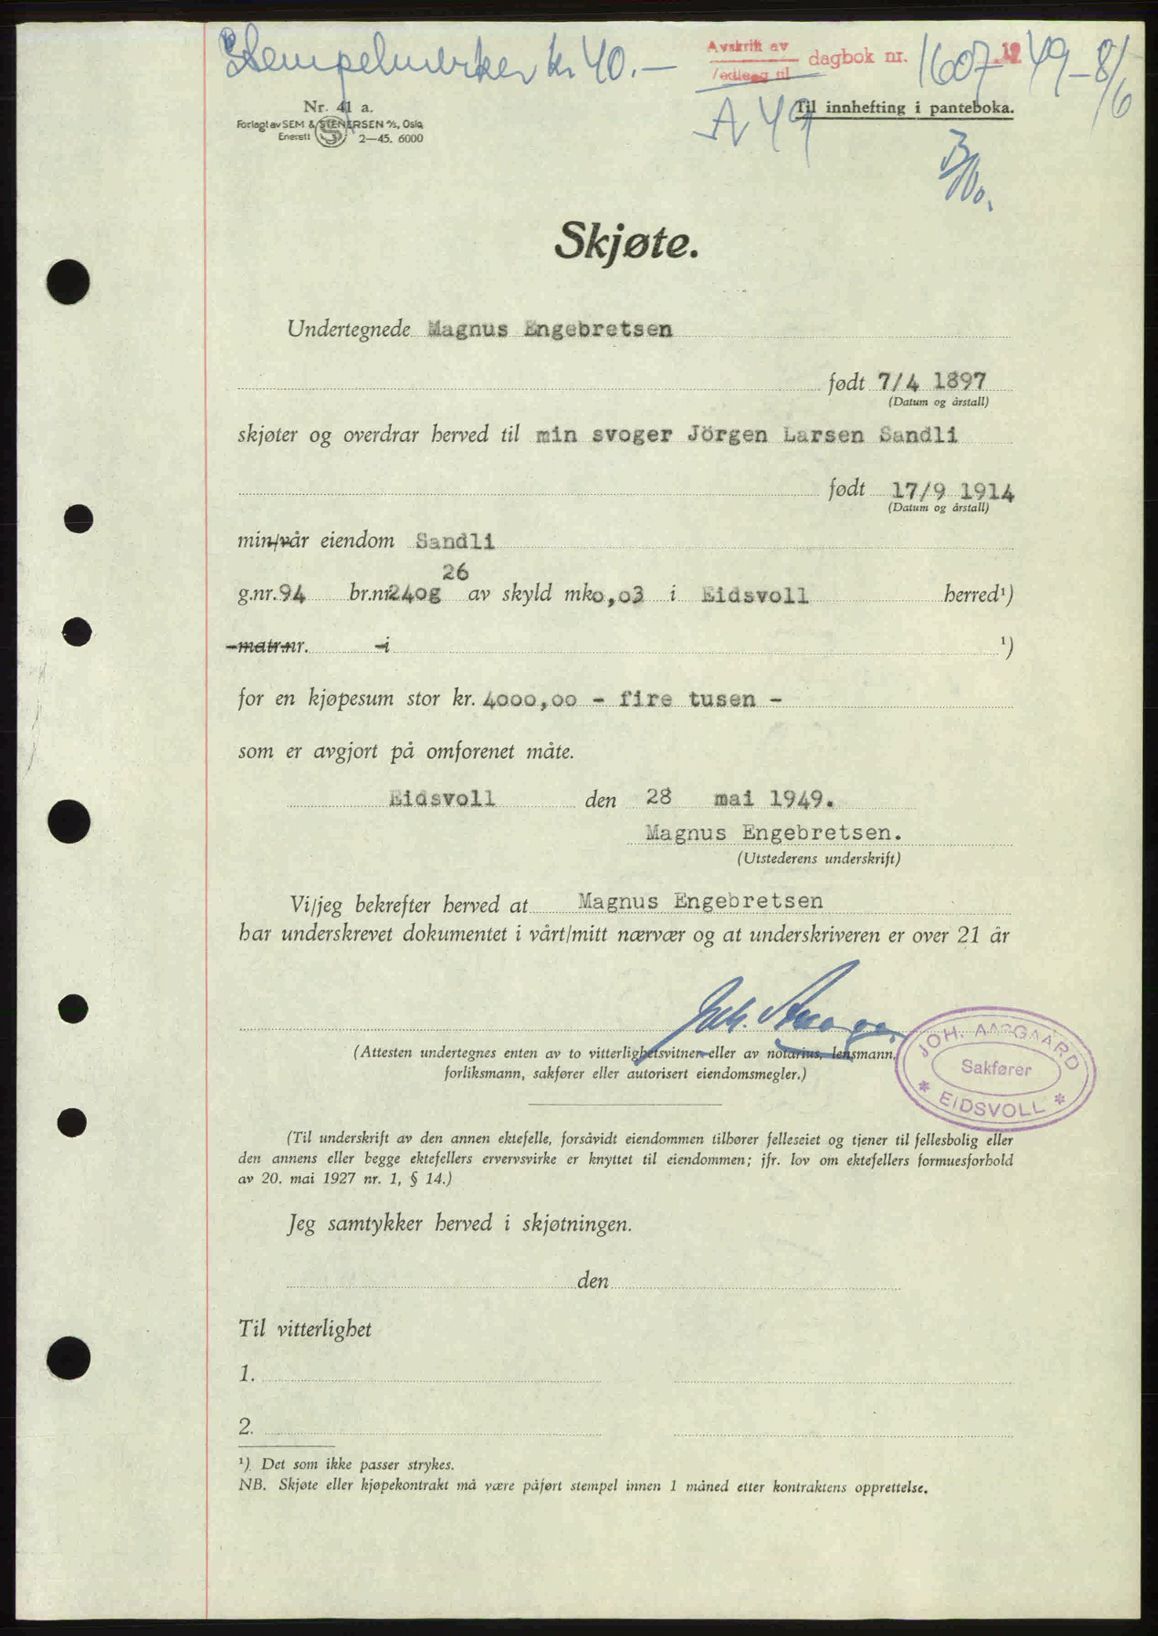 Stempelmerker kr 40.—
Avskrift av
Vedlegg til
dagbok nr. 1607 19 49 - 8/6
Nr. 41 a.
Til innhefting i panteboka.
Forlagt av SEM & STENERSEN A/S, Oslo
Enerett S 2—45. 6000
A 49
Skjøte.
Undertegnede Magnus Engebretsen
født 7/4 1897
(Datum og årstall)
skjøter og overdrar herved til min svoger Jörgen Larsen Sandli
født 17/9 1914
(Datum og årstall)
min/vår eiendom Sandli
26
g.nr. 94 br.nr. 24og av skyld mk 0,03 i Eidsvoll herred¹)
matr.nr. i ¹)
for en kjøpesum stor kr. 4000,00 - fire tusen -
som er avgjort på omforenet måte.
Eidsvoll den 28 mai 1949.
Magnus Engebretsen.
(Utstederens underskrift)
Vi/jeg bekrefter herved at Magnus Engebretsen
har underskrevet dokumentet i vårt/mitt nærvær og at underskriveren er over 21 år
(Attesten undertegnes enten av to vitterlighetsvitner eller av notarius, lensmann,
forliksmann, sakfører eller autorisert eiendomsmegler.)
JOH. AASGAARD
Sakfører
* EIDSVOLL *
(Til underskrift av den annen ektefelle, forsåvidt eiendommen tilhører felleseiet og tjener til fellesbolig eller
den annens eller begge ektefellers ervervsvirke er knyttet til eiendommen; jfr. lov om ektefellers formuesforhold
av 20. mai 1927 nr. 1, § 14.)
Jeg samtykker herved i skjøtningen.
den
Til vitterlighet
1.
2.
¹) Det som ikke passer strykes.
NB. Skjøte eller kjøpekontrakt må være påført stempel innen 1 måned etter kontraktens opprettelse.